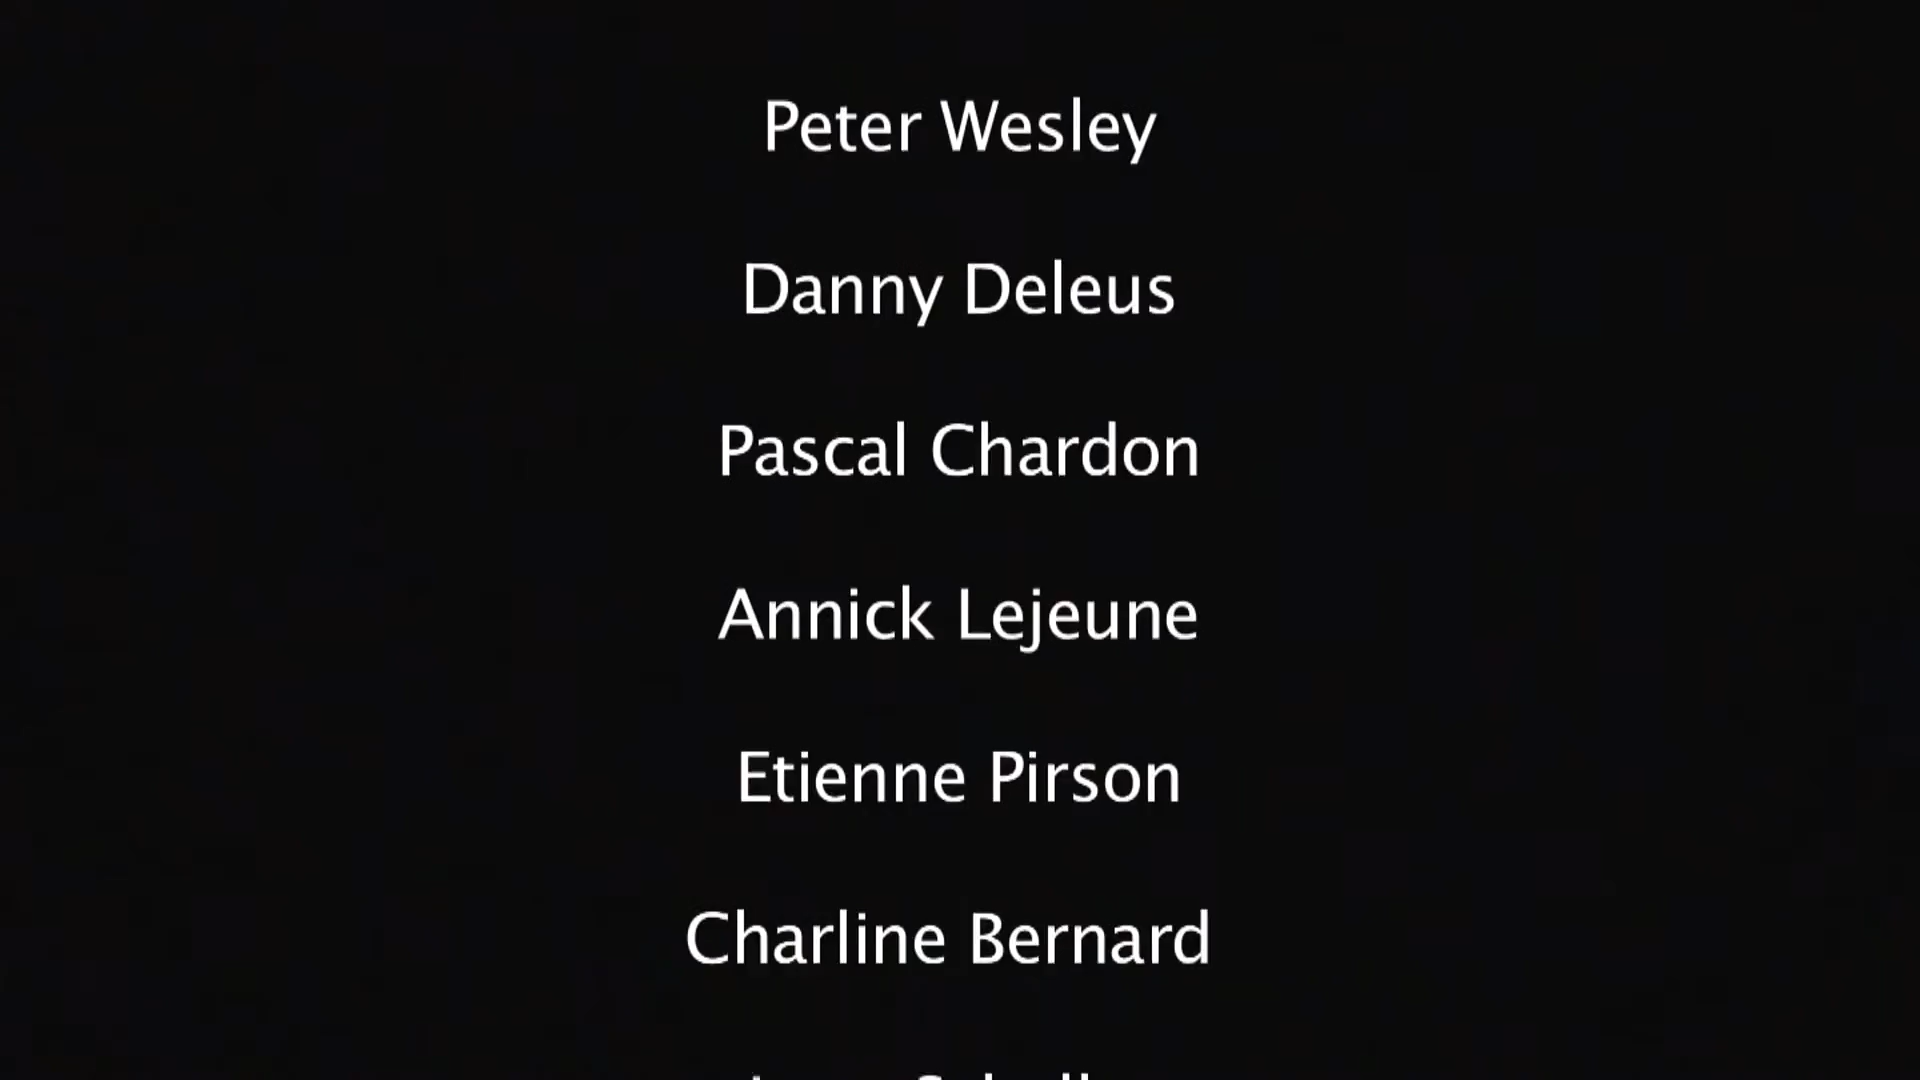 Peter Wesley
Danny Deleus
Pascal Chardon
Annick Lejeune
Etienne Pirson
Charline Bernard